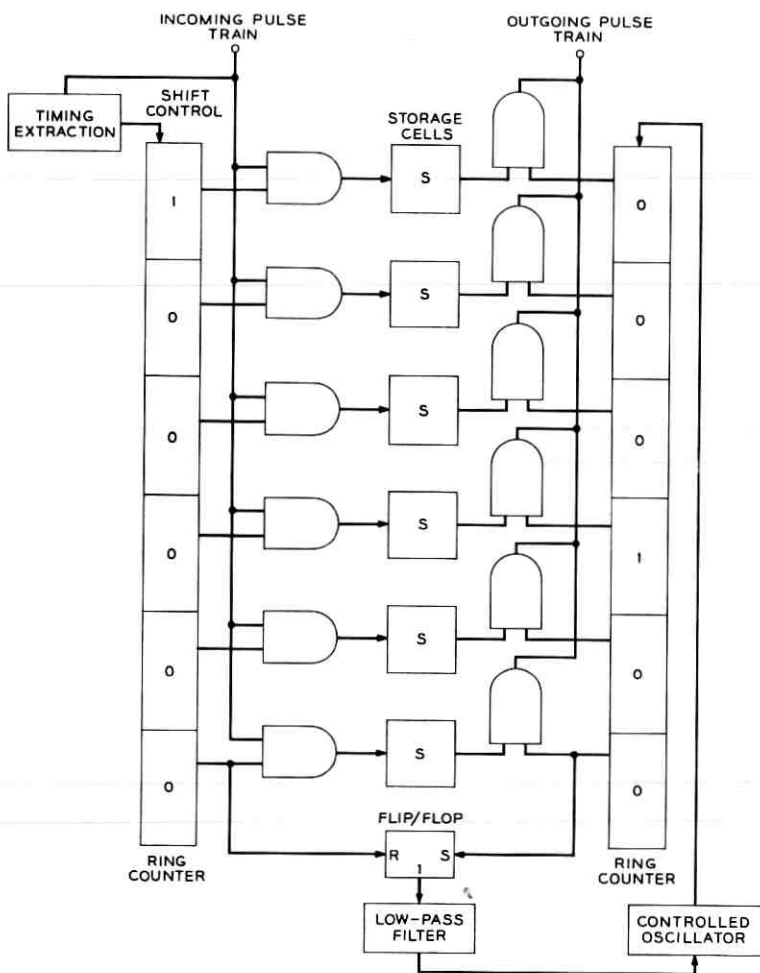 INCOMING PULSE
TRAIN
OUTGOING PULSE
TRAIN
TIMING
EXTRACTION
SHIFT
CONTROL
STORAGE
CELLS
1
S
0
0
S
0
0
S
0
0
S
1
0
S
0
0
S
0
FLIP/FLOP
R S
1
RING
COUNTER
RING
COUNTER
LOW-PASS
FILTER
CONTROLLED
OSCILLATOR